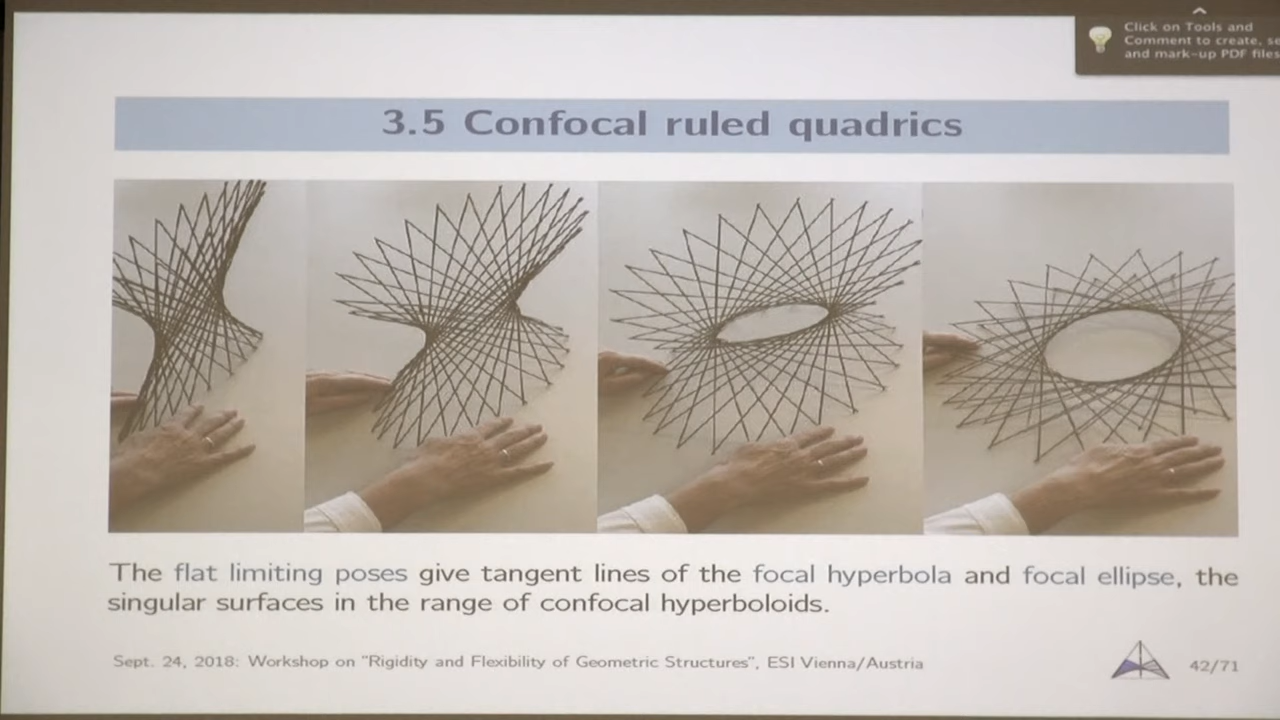 Click on Tools and
Comment to create, se
and mark-up PDF files
3.5 Confocal ruled quadrics
The flat limiting poses give tangent lines of the focal hyperbola and focal ellipse, the
singular surfaces in the range of confocal hyperboloids.
Sept. 24, 2018: Workshop on "Rigidity and Flexibility of Geometric Structures", ESI Vienna/Austria
42/71